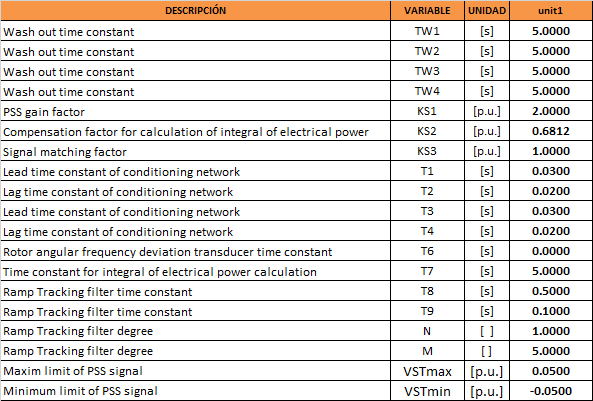 DESCRIPCIÓN VARIABLE UNIDAD unit1
Wash out time constant TW1 [s] 5.0000
Wash out time constant TW2 [s] 5.0000
Wash out time constant TW3 [s] 5.0000
Wash out time constant TW4 [s] 5.0000
PSS gain factor KS1 [p.u.] 2.0000
Compensation factor for calculation of integral of electrical power KS2 [p.u.] 0.6812
Signal matching factor KS3 [p.u.] 1.0000
Lead time constant of conditioning network T1 [s] 0.0300
Lag time constant of conditioning network T2 [s] 0.0200
Lead time constant of conditioning network T3 [s] 0.0300
Lag time constant of conditioning network T4 [s] 0.0200
Rotor angular frequency deviation transducer time constant T6 [s] 0.0000
Time constant for integral of electrical power calculation T7 [s] 5.0000
Ramp Tracking filter time constant T8 [s] 0.5000
Ramp Tracking filter time constant T9 [s] 0.1000
Ramp Tracking filter degree N [ ] 1.0000
Ramp Tracking filter degree M [ ] 5.0000
Maxim limit of PSS signal VSTmax [p.u.] 0.0500
Minimum limit of PSS signal VSTmin [p.u.] -0.0500